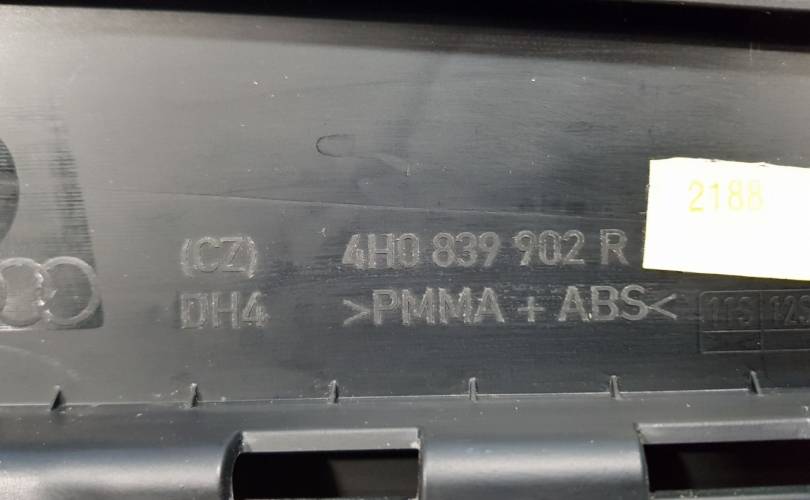 2188
(CZ) 4H0 839 902 R
DH4 >PMMA + ABS<